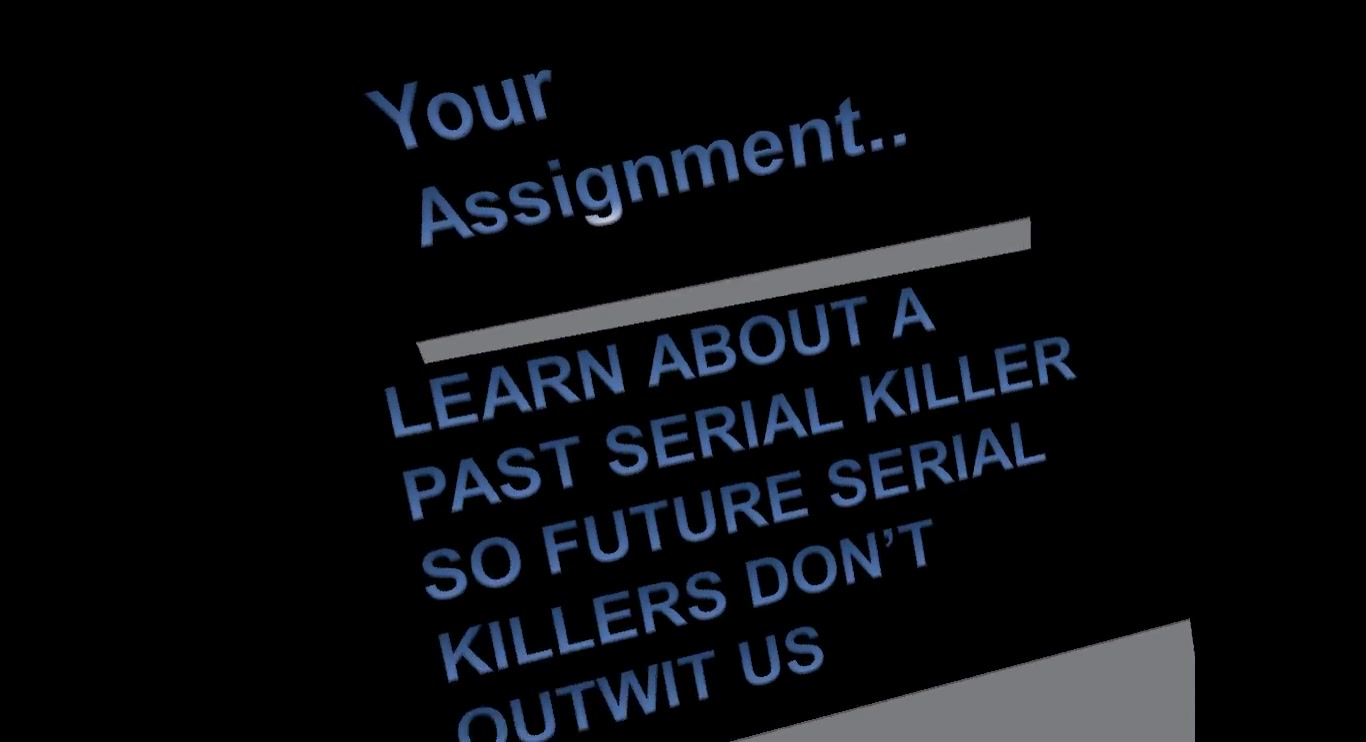 Your
Assignment..
LEARN ABOUT A
PAST SERIAL KILLER
SO FUTURE SERIAL
KILLERS DON’T
OUTWIT US